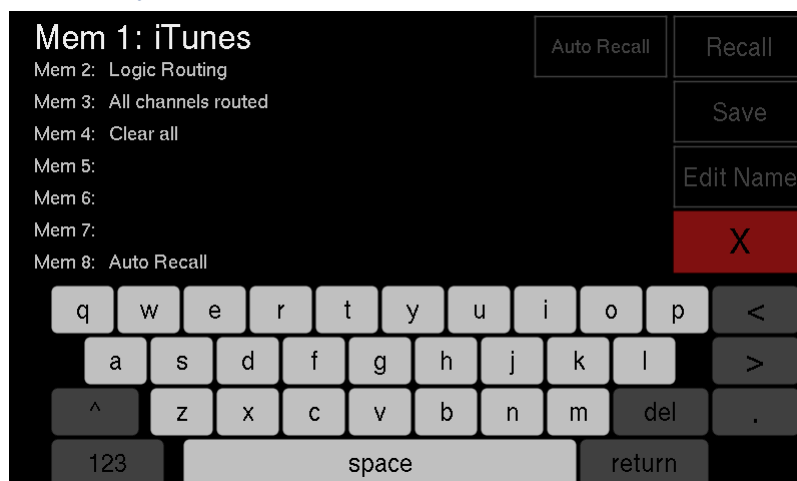 Mem 1: iTunes
Auto Recall
Recall
Mem 2: Logic Routing
Mem 3: All channels routed
Save
Mem 4: Clear all
Mem 5:
Edit Name
Mem 6:
Mem 7:
X
Mem 8: Auto Recall
q w e r t y u i o p <
a s d f g h j k l >
^ z x c v b n m del .
123 space return